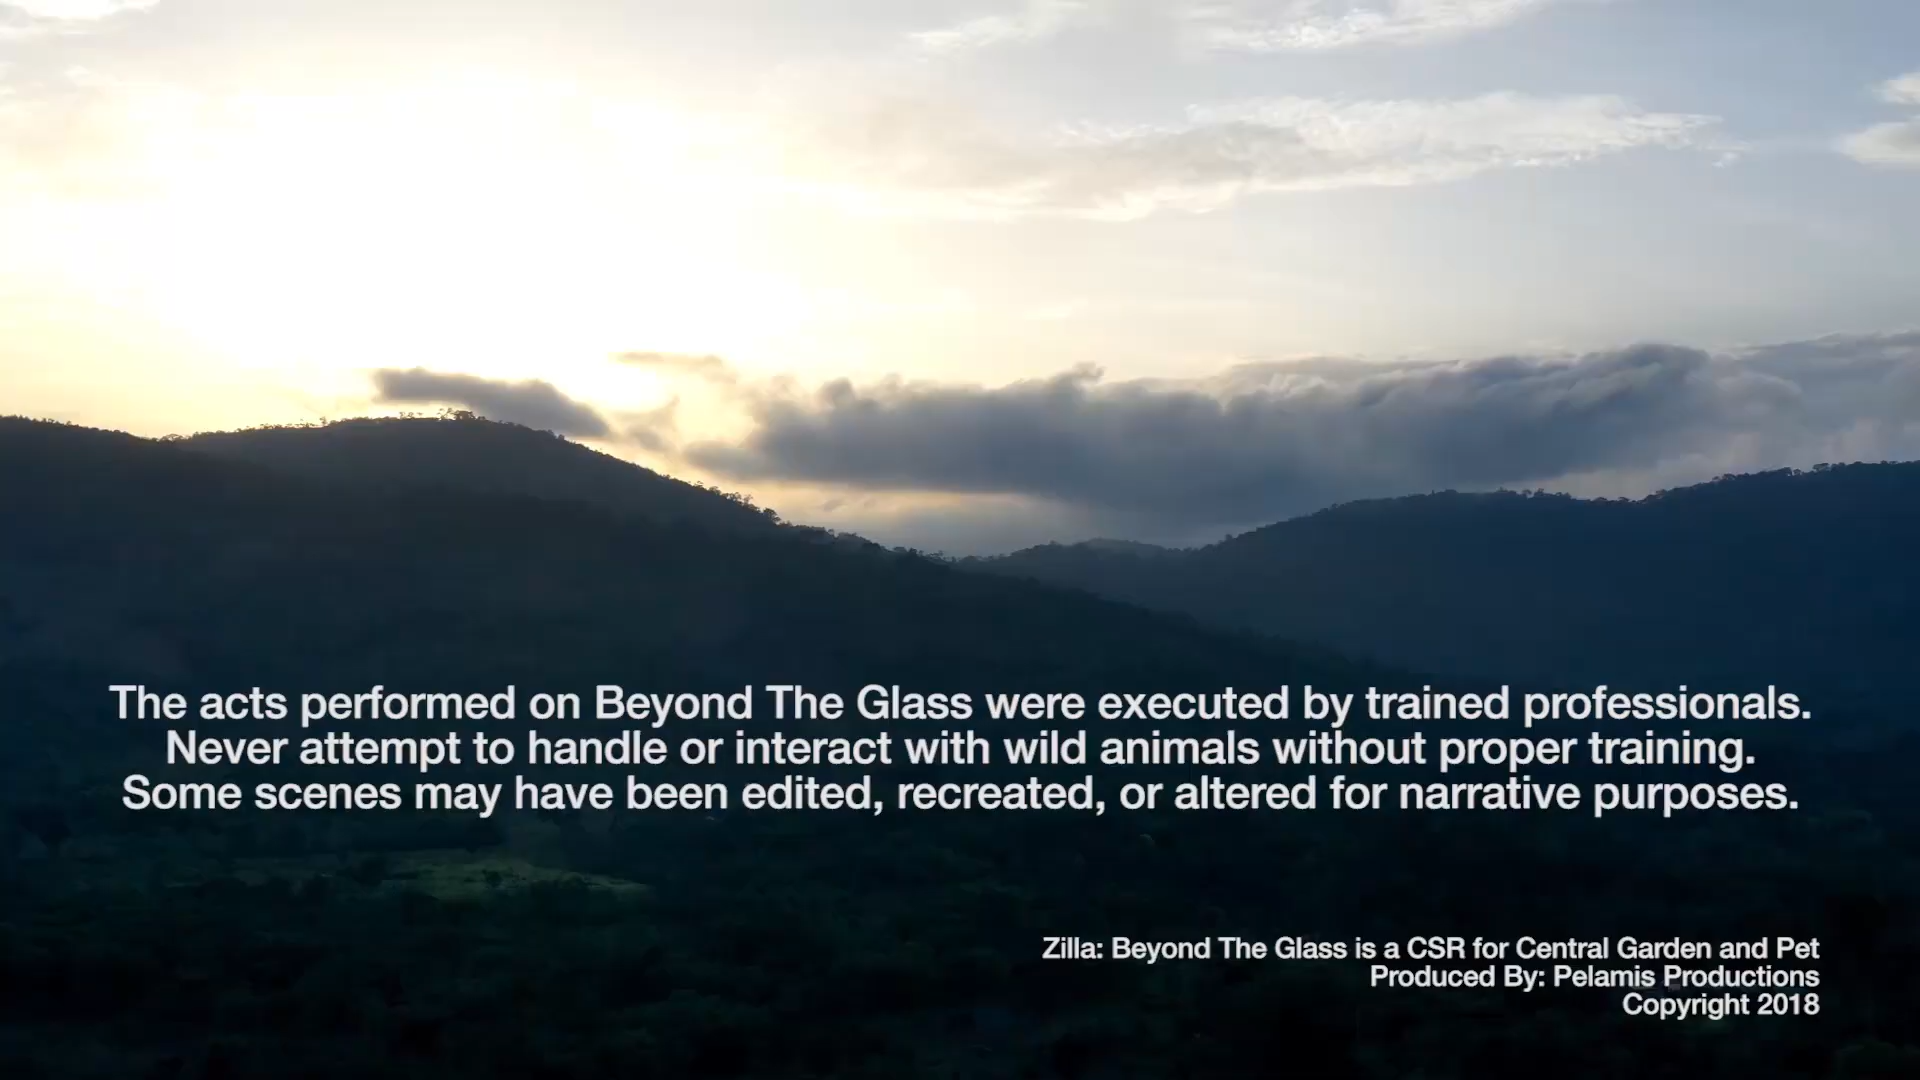 The acts performed on Beyond The Glass were executed by trained professionals.
Never attempt to handle or interact with wild animals without proper training.
Some scenes may have been edited, recreated, or altered for narrative purposes.
Zilla: Beyond The Glass is a CSR for Central Garden and Pet
Produced By: Pelamis Productions
Copyright 2018